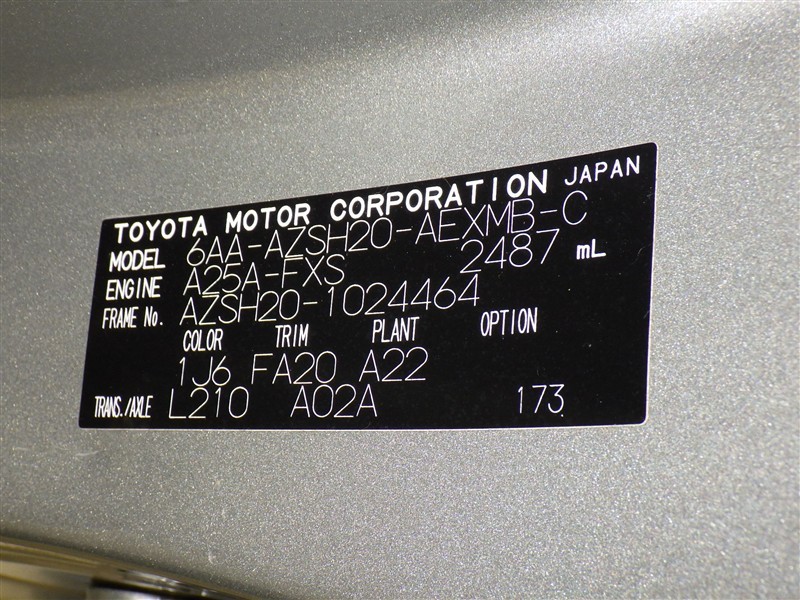 TOYOTA MOTOR CORPORATION JAPAN
MODEL 6AA-AZSH20-AEXMB-C
ENGINE A25A-FXS 2487 mL
FRAME No. AZSH20-1024464
COLOR TRIM PLANT OPTION
1J6 FA20 A22
TRANS./AXLE L210 A02A 173